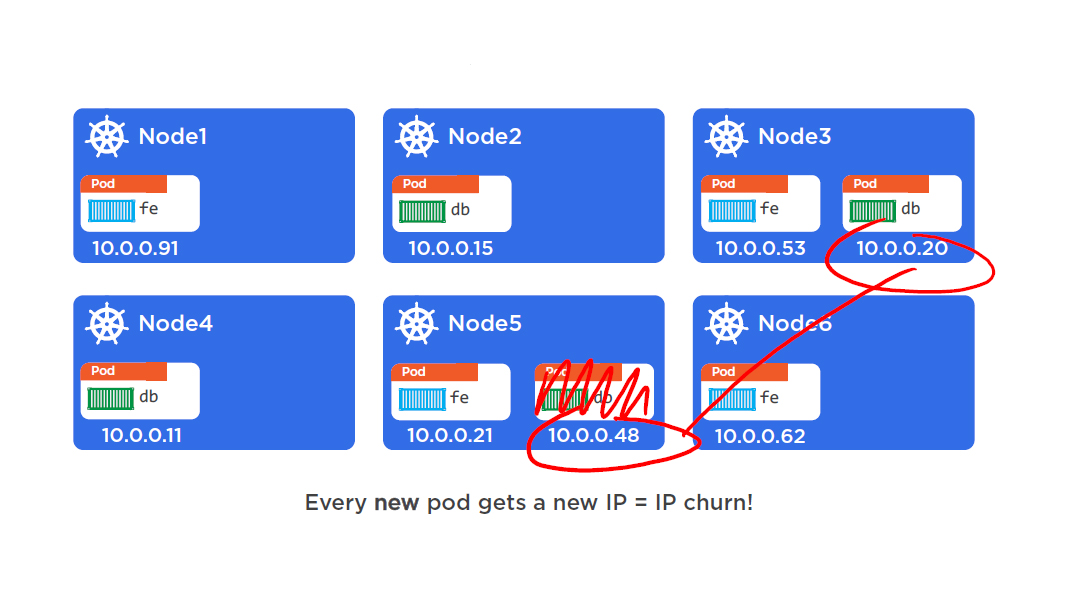 Node1
Pod
fe
10.0.0.91
Node2
Pod
db
10.0.0.15
Node3
Pod
fe
10.0.0.53
Pod
db
10.0.0.20
Node4
Pod
db
10.0.0.11
Node5
Pod
fe
10.0.0.21
Pod
db
10.0.0.48
Node6
Pod
fe
10.0.0.62
Every new pod gets a new IP = IP churn!